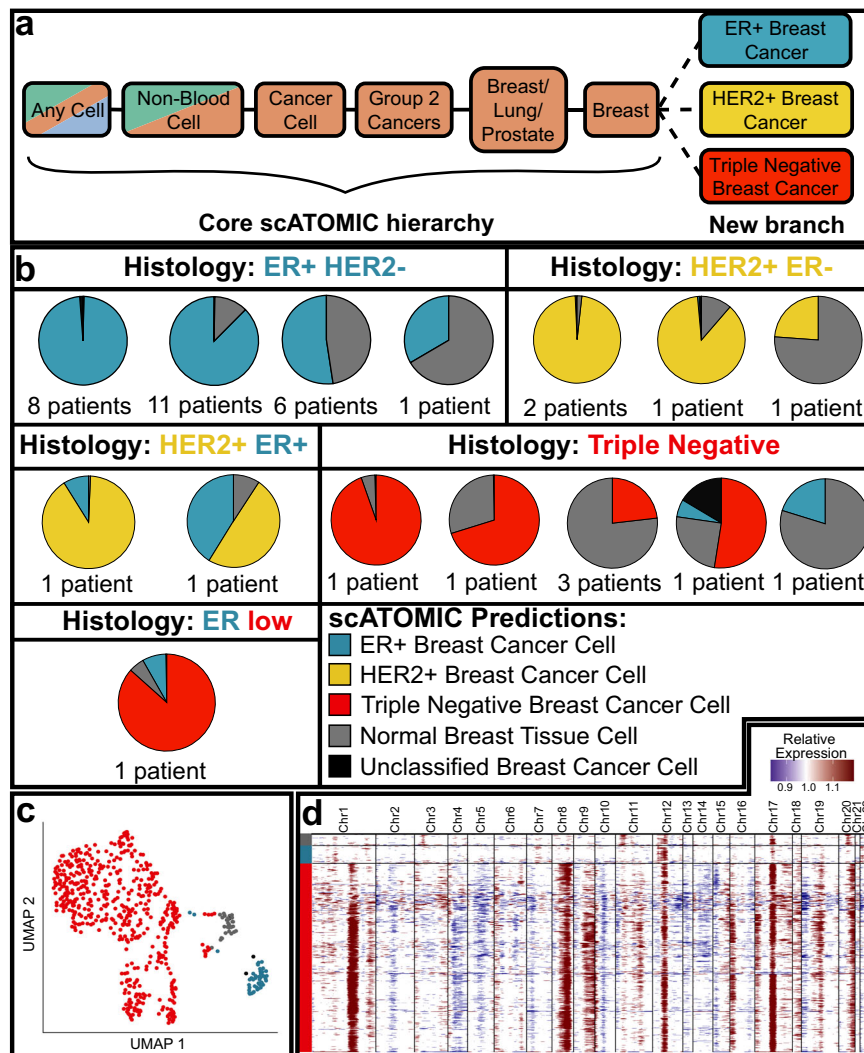 a
ER+ Breast
Cancer
Any Cell
Non-Blood
Cell
Cancer
Cell
Group 2
Cancers
Breast/
Lung/
Prostate
Breast
HER2+ Breast
Cancer
Triple Negative
Breast Cancer
Core scATOMIC hierarchy
New branch
b
Histology: ER+ HER2-
8 patients
11 patients
6 patients
1 patient
Histology: HER2+ ER-
2 patients
1 patient
1 patient
Histology: HER2+ ER+
1 patient
1 patient
Histology: Triple Negative
1 patient
1 patient
3 patients
1 patient
1 patient
Histology: ER low
1 patient
scATOMIC Predictions:
ER+ Breast Cancer Cell
HER2+ Breast Cancer Cell
Triple Negative Breast Cancer Cell
Normal Breast Tissue Cell
Unclassified Breast Cancer Cell
Relative
Expression
0.9 1.0 1.1
c
UMAP 2
UMAP 1
d
Chr1
Chr2
Chr3
Chr4
Chr5
Chr6
Chr7
Chr8
Chr9
Chr10
Chr11
Chr12
Chr13
Chr14
Chr15
Chr16
Chr17
Chr18
Chr19
Chr20
Chr21